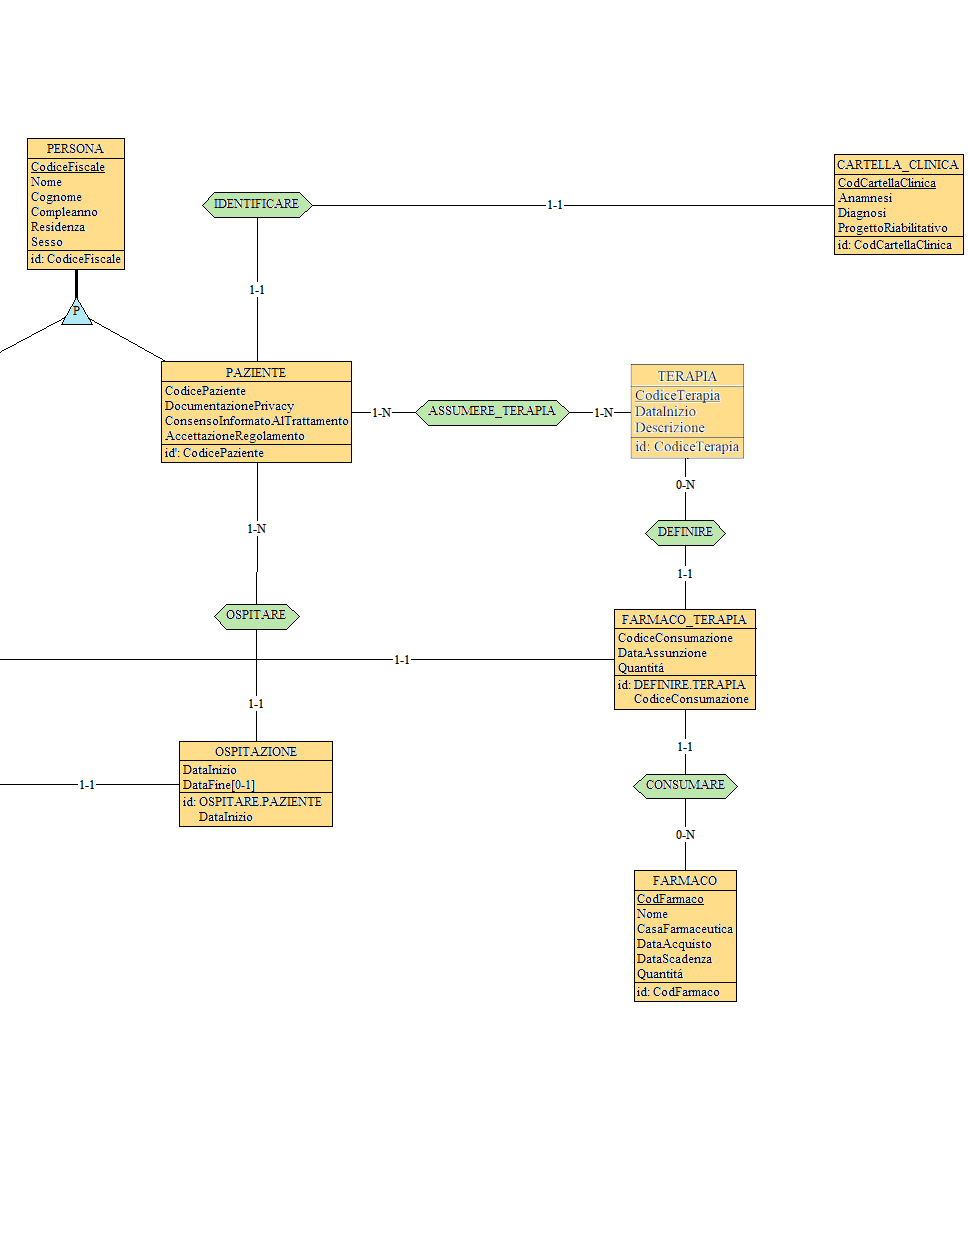 PERSONA
CodiceFiscale
Nome
Cognome
Compleanno
Residenza
Sesso
id: CodiceFiscale
P
IDENTIFICARE
1-1
1-1
CARTELLA_CLINICA
CodCartellaClinica
Anamnesi
Diagnosi
ProgettoRiabilitativo
id: CodCartellaClinica
PAZIENTE
CodicePaziente
DocumentazionePrivacy
ConsensoInformatoAlTrattamento
AccettazioneRegolamento
id': CodicePaziente
1-N
ASSUMERE_TERAPIA
1-N
TERAPIA
CodiceTerapia
DataInizio
Descrizione
id: CodiceTerapia
0-N
DEFINIRE
1-1
1-N
OSPITARE
1-1
FARMACO_TERAPIA
CodiceConsumazione
DataAssunzione
Quantitá
id: DEFINIRE.TERAPIA
CodiceConsumazione
1-1
1-1
OSPITAZIONE
DataInizio
DataFine[0-1]
id: OSPITARE.PAZIENTE
DataInizio
1-1
CONSUMARE
0-N
FARMACO
CodFarmaco
Nome
CasaFarmaceutica
DataAcquisto
DataScadenza
Quantitá
id: CodFarmaco